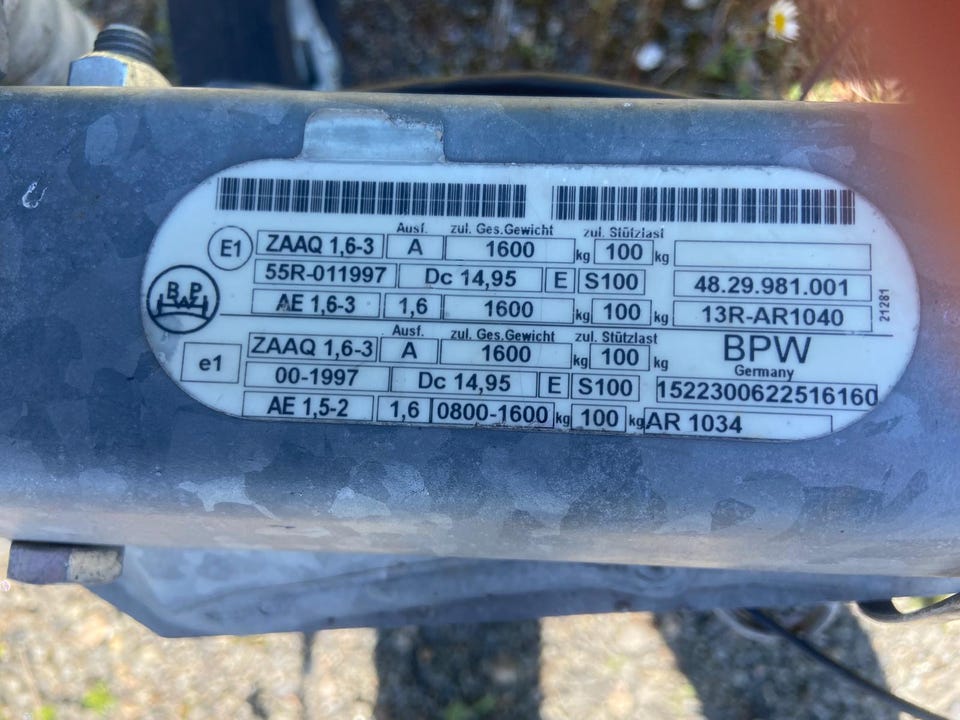 Ausf. zul. Ges.Gewicht zul. Stützlast
E1 ZAAQ 1,6-3 A 1600 kg 100 kg
55R-011997 Dc 14,95 E S100 48.29.981.001
AE 1,6-3 1,6 1600 kg 100 kg 13R-AR1040
21281
BPW
Ausf. zul. Ges.Gewicht zul. Stützlast
e1 ZAAQ 1,6-3 A 1600 kg 100 kg BPW
Germany
00-1997 Dc 14,95 E S100 1522300622516160
AE 1,5-2 1,6 0800-1600 kg 100 kg AR 1034